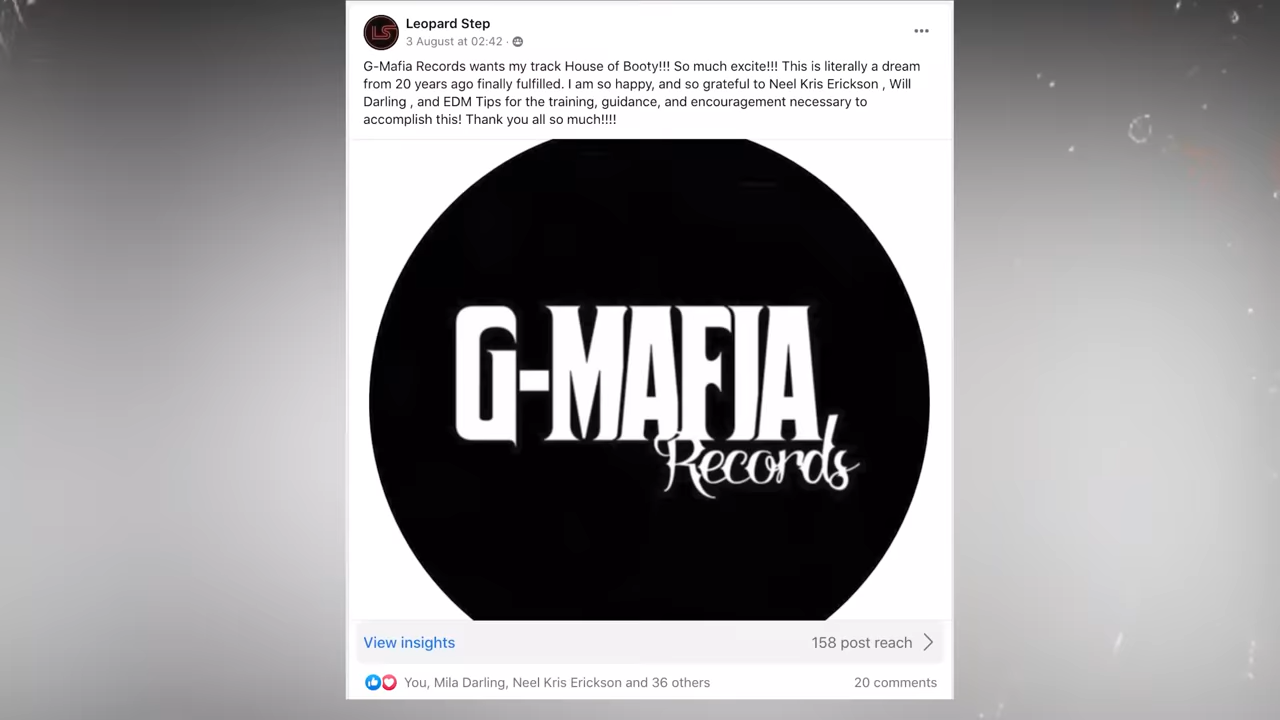 LS
Leopard Step
3 August at 02:42 ·
G-Mafia Records wants my track House of Booty!!! So much excite!!! This is literally a dream
from 20 years ago finally fulfilled. I am so happy, and so grateful to Neel Kris Erickson , Will
Darling , and EDM Tips for the training, guidance, and encouragement necessary to
accomplish this! Thank you all so much!!!!
G-MAFIA
Records
View insights 158 post reach
You, Mila Darling, Neel Kris Erickson and 36 others 20 comments